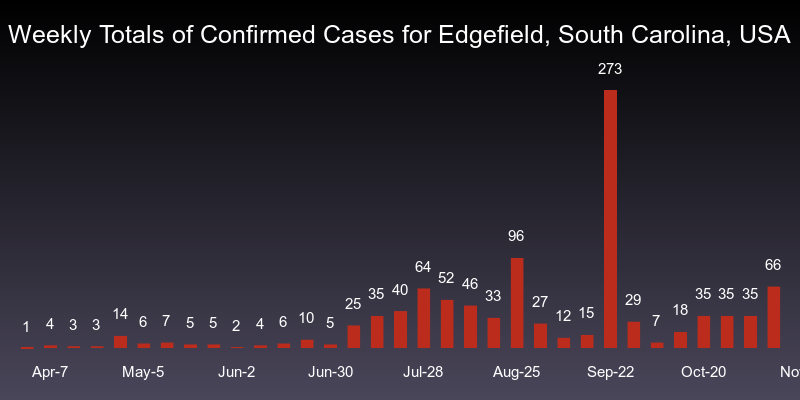 Weekly Totals of Confirmed Cases for Edgefield, South Carolina, USA
273
96
64 66
52
46
40
35 33 35 35 35
25 27 29
14 18
10 12 15
1 4 3 3 6 7 5 5 2 4 6 5 7
Apr-7 May-5 Jun-2 Jun-30 Jul-28 Aug-25 Sep-22 Oct-20